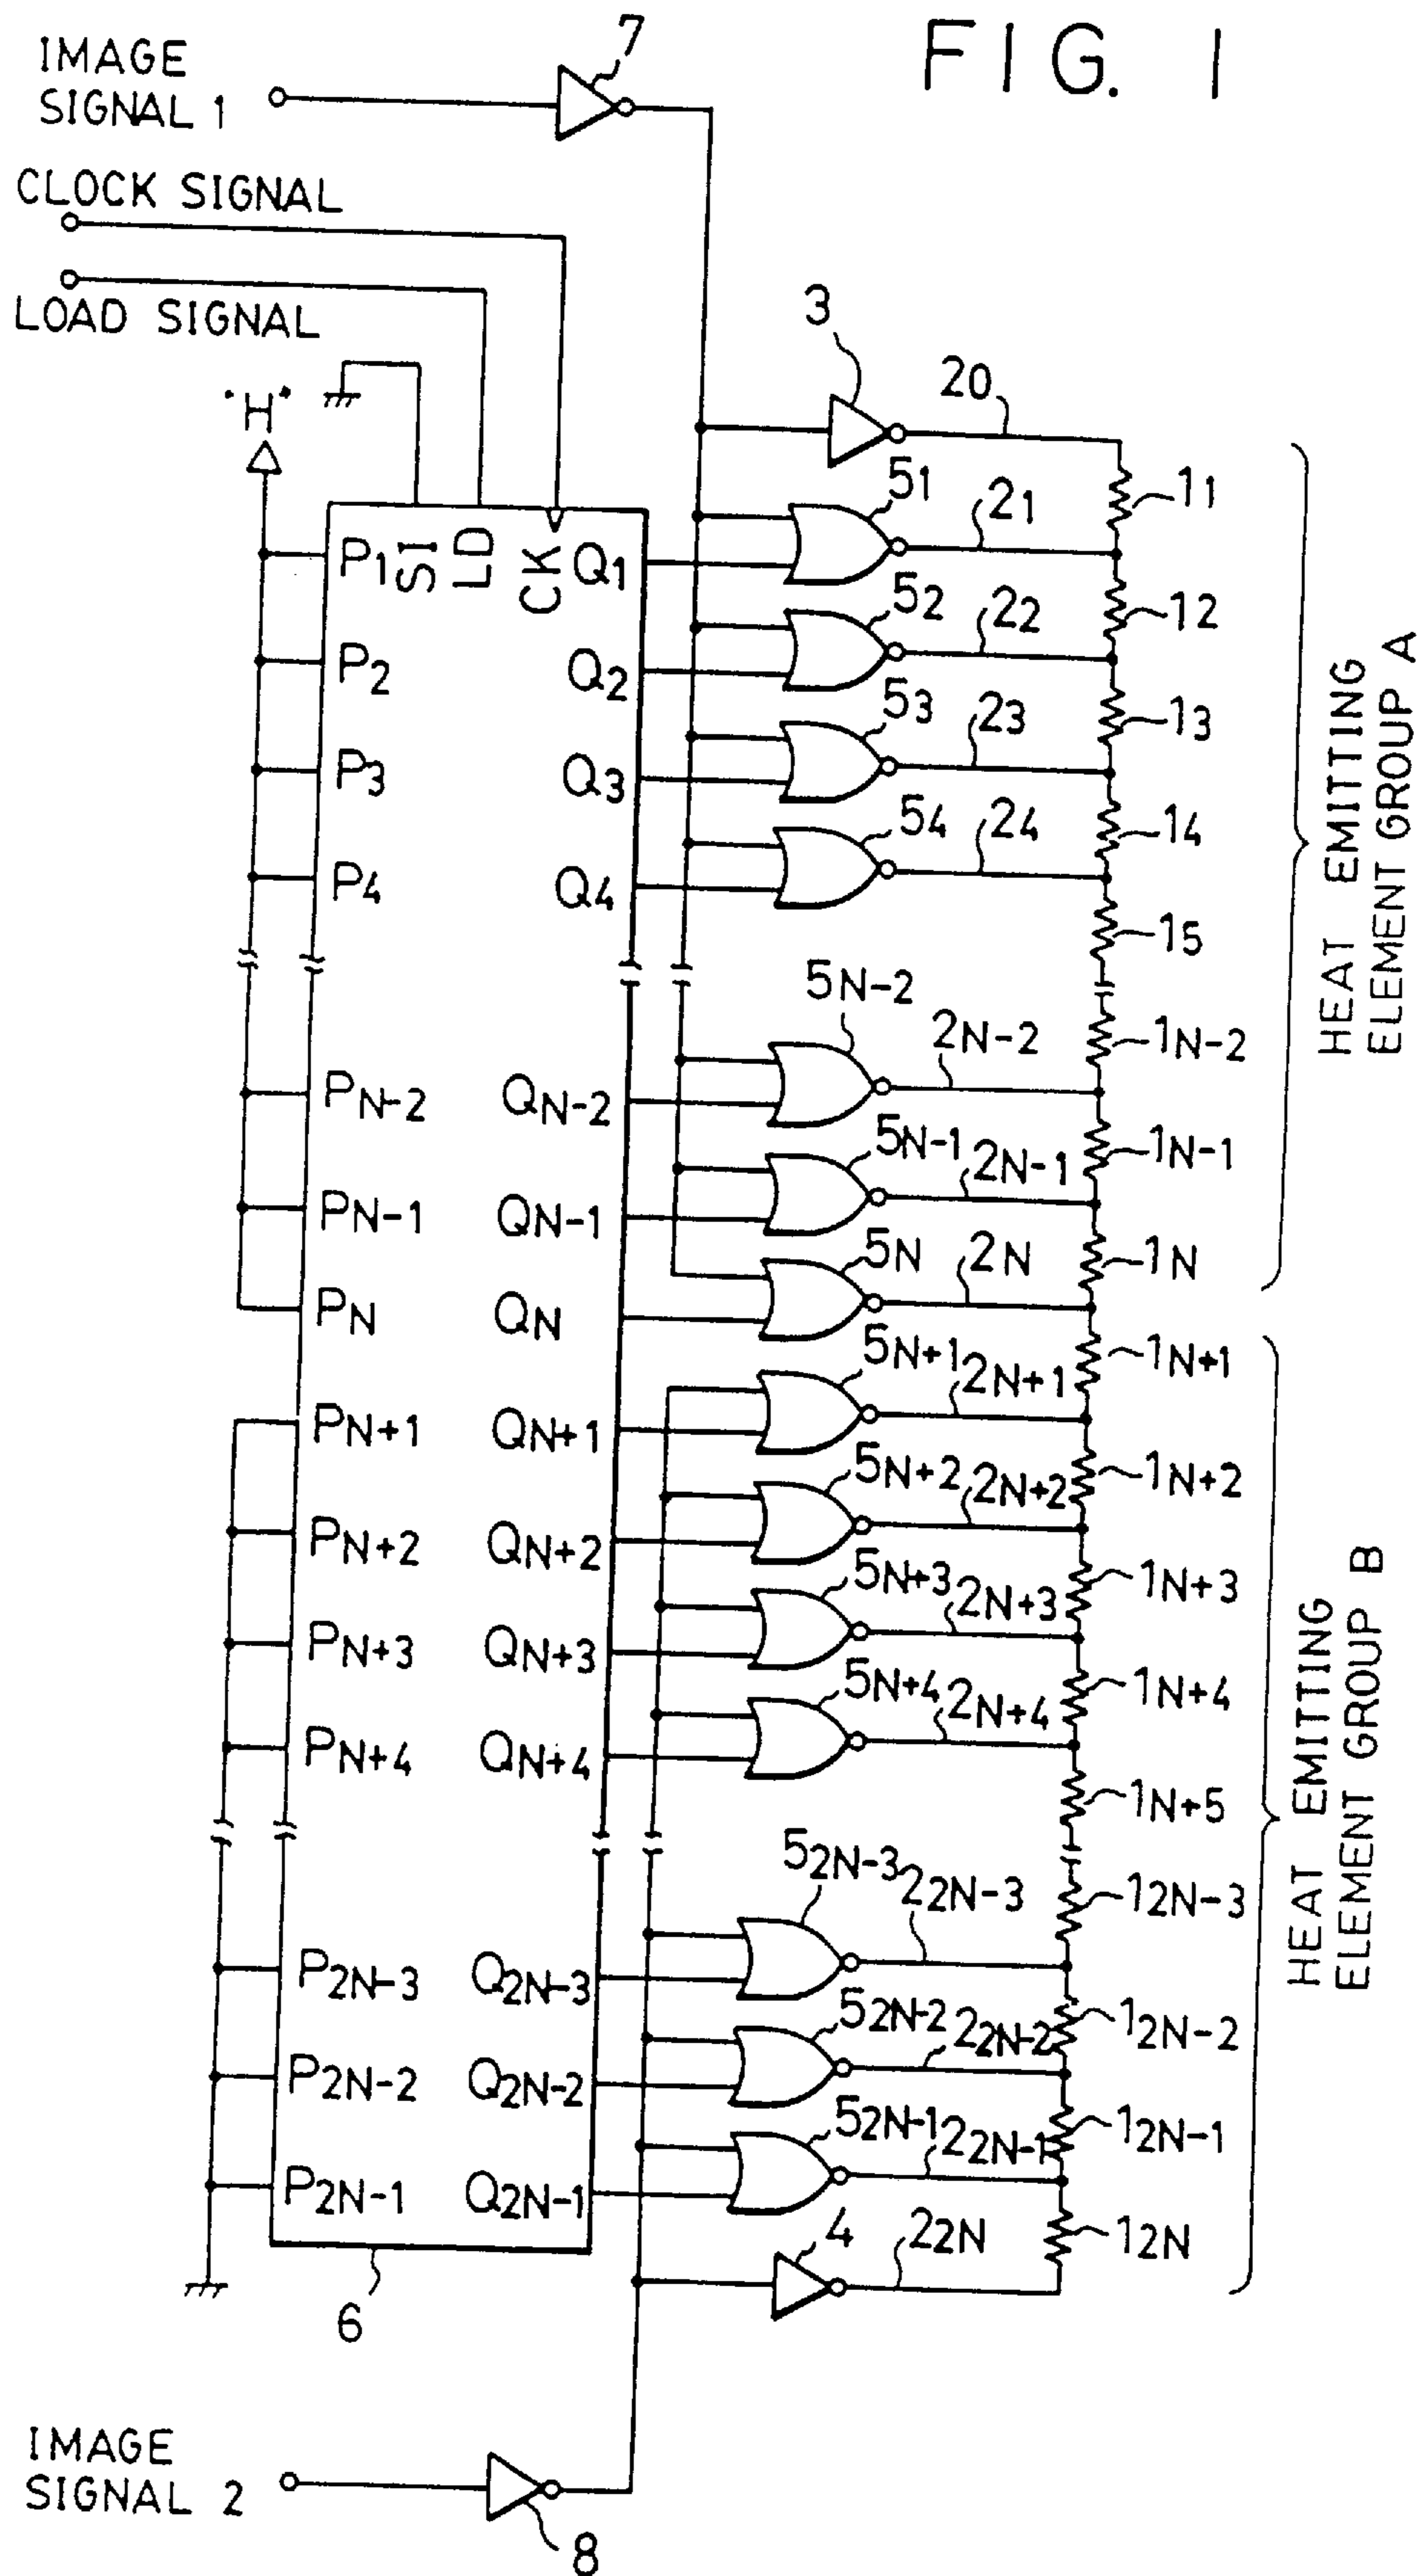 FIG. 1
IMAGE
SIGNAL 1
7
CLOCK SIGNAL
LOAD SIGNAL
"H"
3
20
SI
LD
CK
P1
Q1
51
21
11
P2
Q2
52
22
12
P3
Q3
53
23
13
P4
Q4
54
24
14
15
HEAT EMITTING
ELEMENT GROUP A
PN-2
QN-2
5N-2
2N-2
1N-2
PN-1
QN-1
5N-1
2N-1
1N-1
PN
QN
5N
2N
1N
PN+1
QN+1
5N+1
2N+1
1N+1
PN+2
QN+2
5N+2
2N+2
1N+2
PN+3
QN+3
5N+3
2N+3
1N+3
PN+4
QN+4
5N+4
2N+4
1N+4
1N+5
HEAT EMITTING
ELEMENT GROUP B
P2N-3
Q2N-3
52N-3
22N-3
12N-3
P2N-2
Q2N-2
52N-2
22N-2
12N-2
P2N-1
Q2N-1
52N-1
22N-1
12N-1
6
4
22N
12N
IMAGE
SIGNAL 2
8